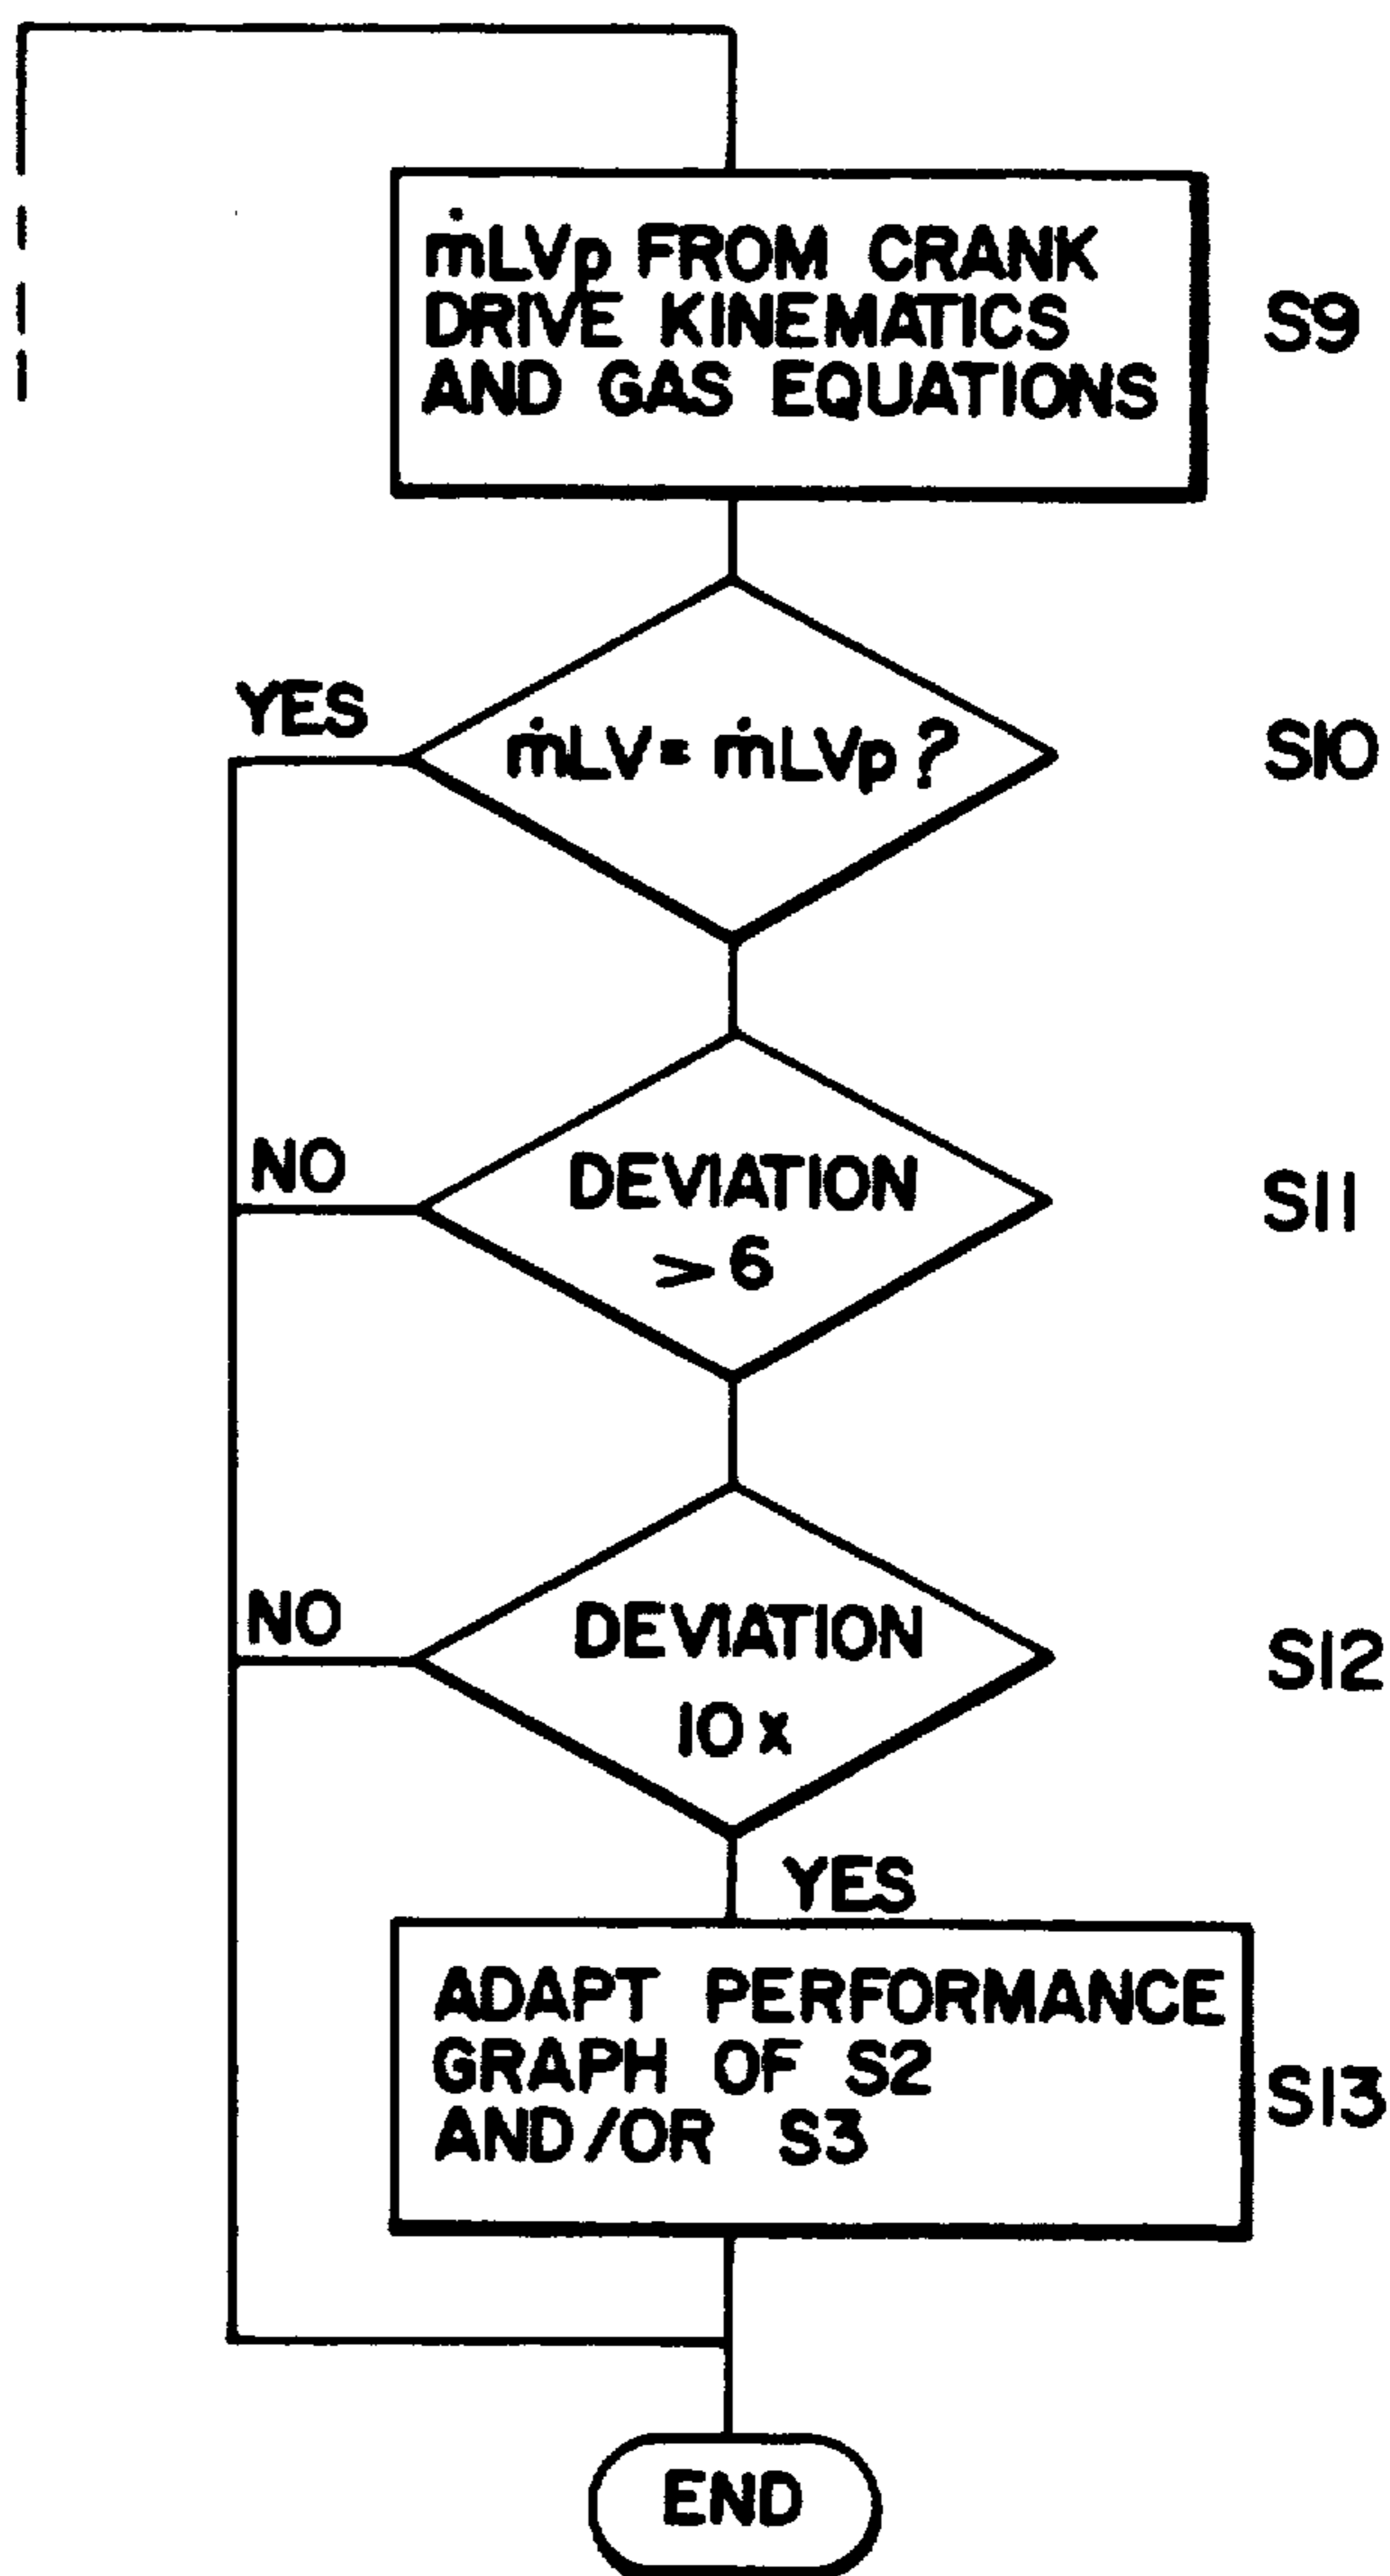 ṁLVp FROM CRANK
DRIVE KINEMATICS
AND GAS EQUATIONS
S9
YES
ṁLV = ṁLVp ?
S10
NO
DEVIATION
> 6
S11
NO
DEVIATION
10 x
S12
YES
ADAPT PERFORMANCE
GRAPH OF S2
AND/OR S3
S13
END